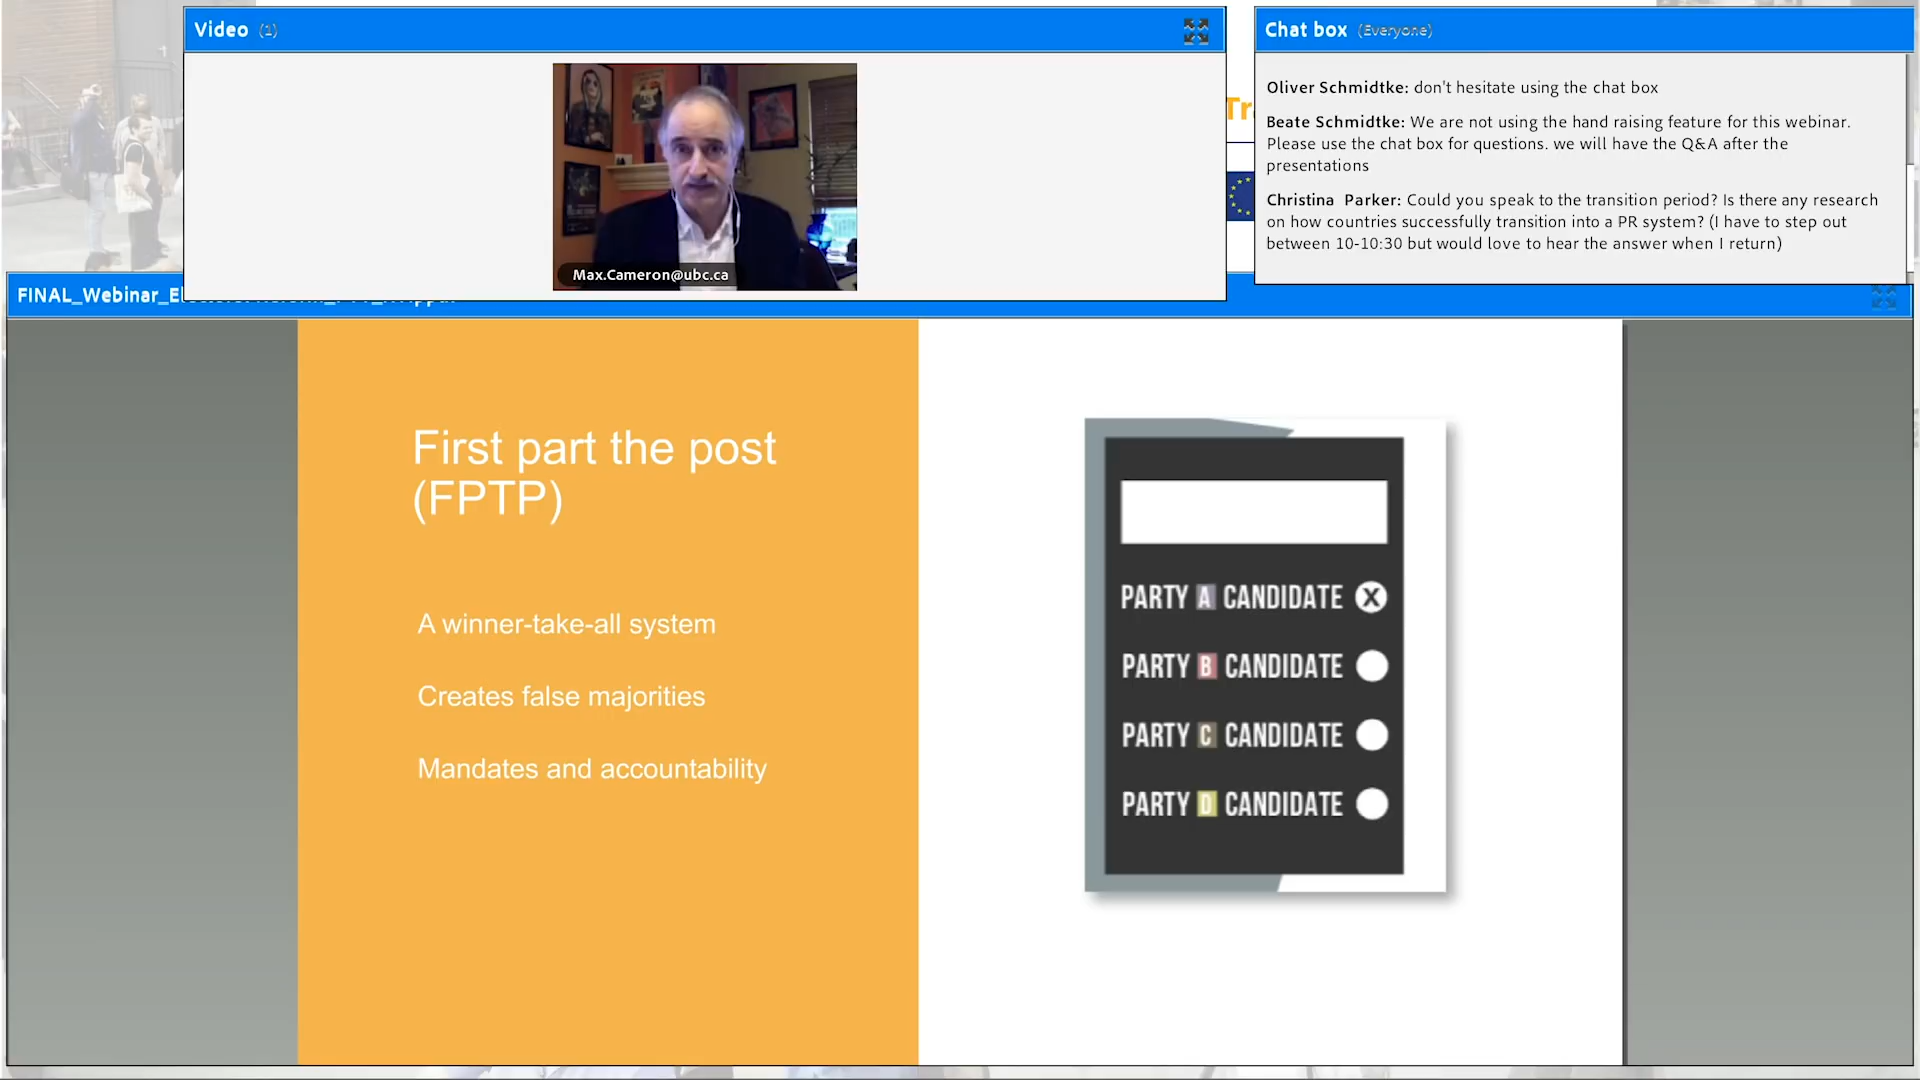 Video (1)
Max.Cameron@ubc.ca
Chat box (Everyone)
Oliver Schmidtke: don't hesitate using the chat box
Beate Schmidtke: We are not using the hand raising feature for this webinar.
Please use the chat box for questions. we will have the Q&A after the
presentations
Christina Parker: Could you speak to the transition period? Is there any research
on how countries successfully transition into a PR system? (I have to step out
between 10-10:30 but would love to hear the answer when I return)
Tr
First part the post
(FPTP)
A winner-take-all system
Creates false majorities
Mandates and accountability
PARTY A CANDIDATE X
PARTY B CANDIDATE
PARTY C CANDIDATE
PARTY D CANDIDATE